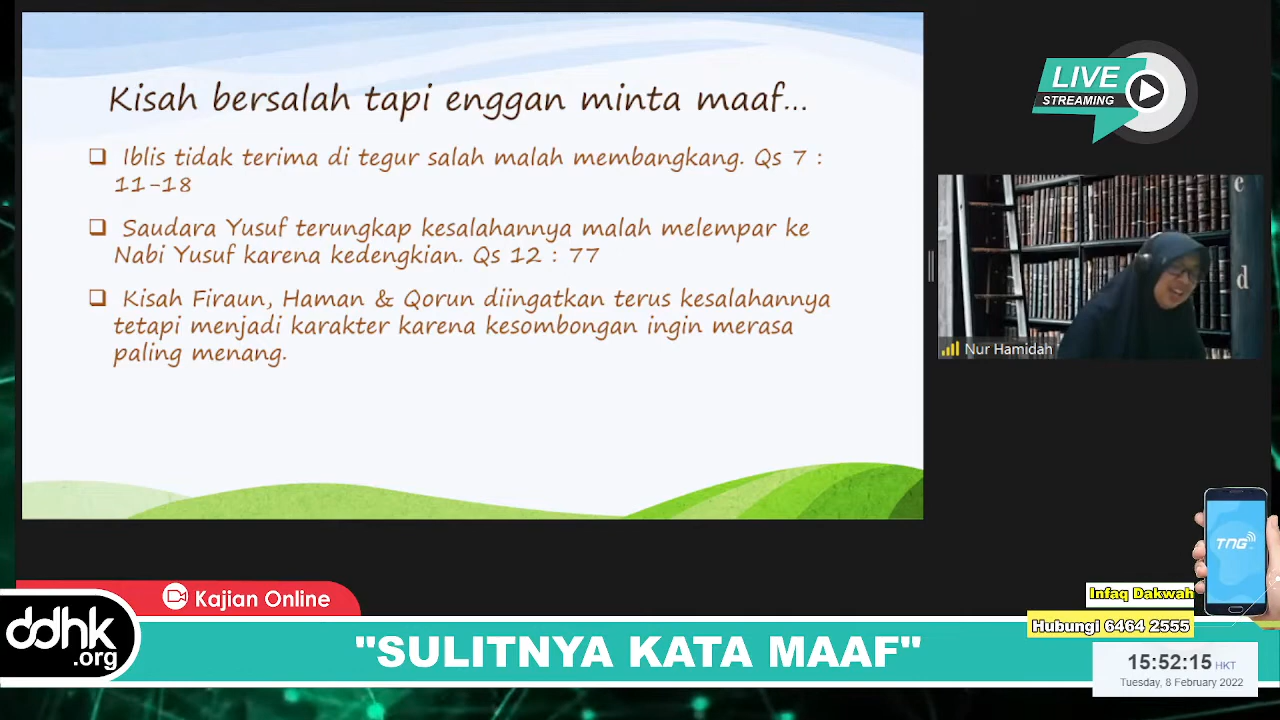 Kisah bersalah tapi enggan minta maaf...
❑ Iblis tidak terima di tegur salah malah membangkang. Qs 7 :
11-18
❑ Saudara Yusuf terungkap kesalahannya malah melempar ke
Nabi Yusuf karena kedengkian. Qs 12 : 77
❑ Kisah Firaun, Haman & Qorun diingatkan terus kesalahannya
tetapi menjadi karakter karena kesombongan ingin merasa
paling menang.
LIVE
STREAMING
e
d
Nur Hamidah
TNG
Kajian Online
ddhk
.org
"SULITNYA KATA MAAF"
Infaq Dakwah
Hubungi 6464 2555
15:52:15 HKT
Tuesday, 8 February 2022